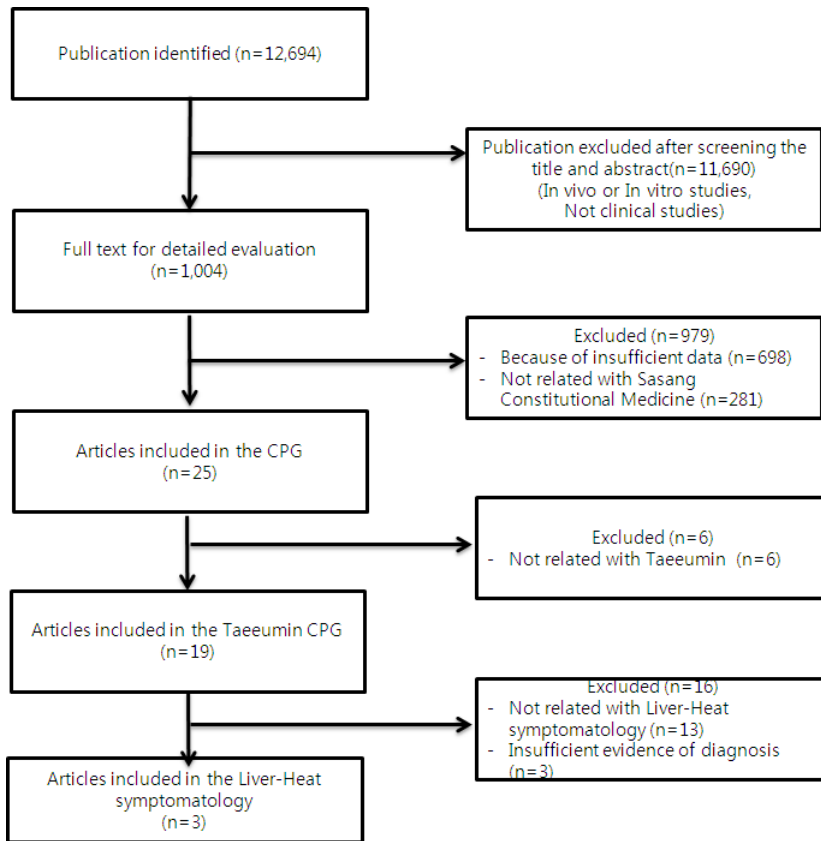 Publication identified (n=12,694)
Publication excluded after screening the
title and abstract(n=11,690)
(In vivo or In vitro studies,
Not clinical studies)
Full text for detailed evaluation
(n=1,004)
Excluded (n=979)
- Because of insufficient data (n=698)
- Not related with Sasang
Constitutional Medicine (n=281)
Articles included in the CPG
(n=25)
Excluded (n=6)
- Not related with Taeeumin (n=6)
Articles included in the Taeeumin CPG
(n=19)
Excluded (n=16)
- Not related with Liver-Heat
symptomatology (n=13)
- Insufficient evidence of diagnosis
(n=3)
Articles included in the Liver-Heat
symptomatology
(n=3)